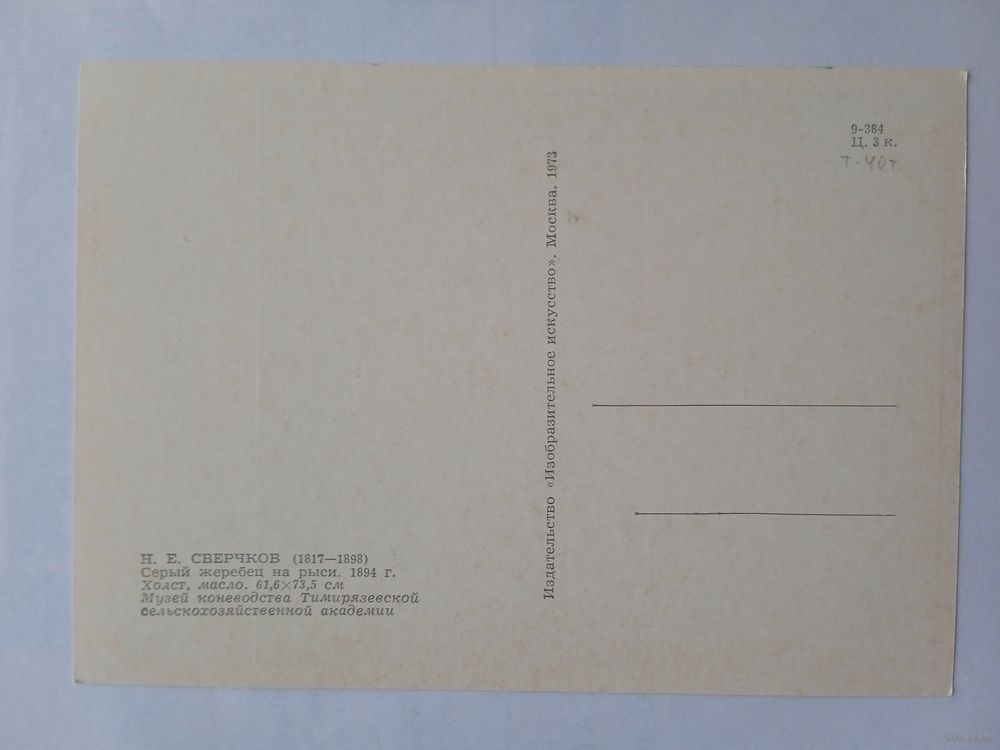 9-384
Ц. 3 к.
т-40т
Издательство «Изобразительное искусство». Москва. 1973
Н. Е. СВЕРЧКОВ (1817—1898)
Серый жеребец на рыси. 1894 г.
Холст, масло. 61,6×73,5 см
Музей коневодства Тимирязевской
сельскохозяйственной академии